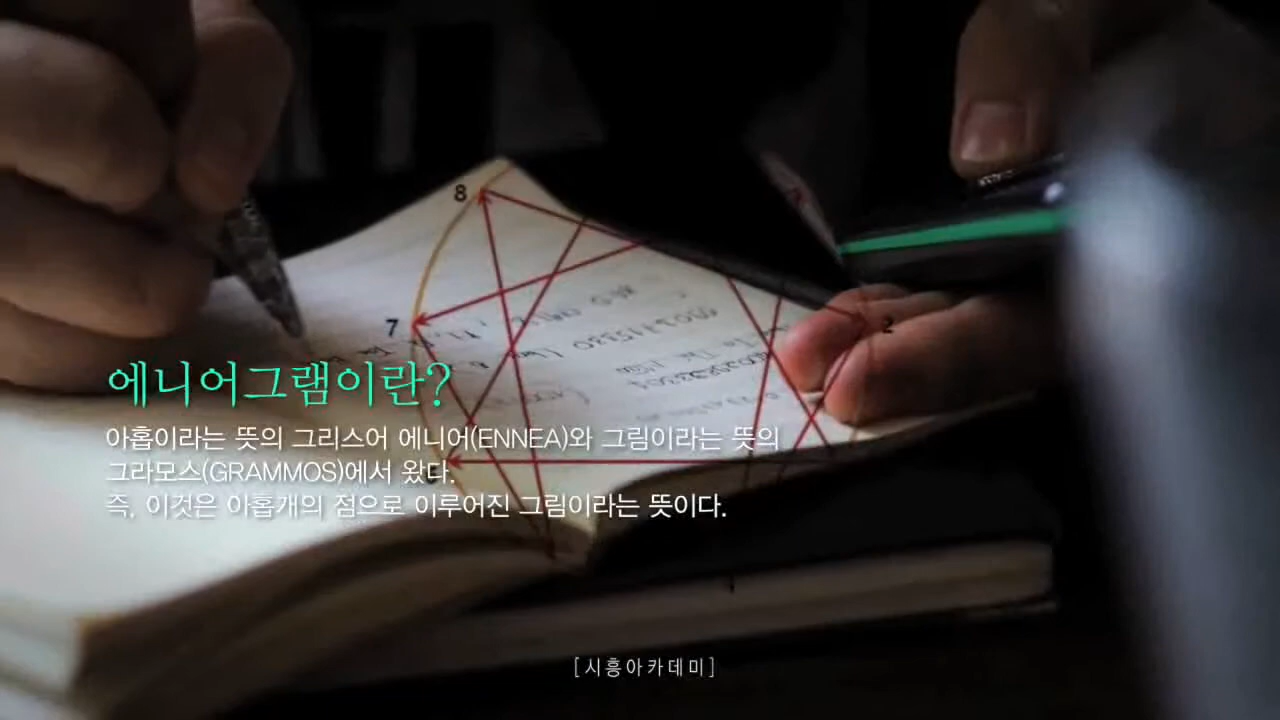 8
7
2
에니어그램이란?
아홉이라는 뜻의 그리스어 에니어(ENNEA)와 그림이라는 뜻의
그라모스(GRAMMOS)에서 왔다.
즉, 이것은 아홉개의 점으로 이루어진 그림이라는 뜻이다.
[시흥아카데미]